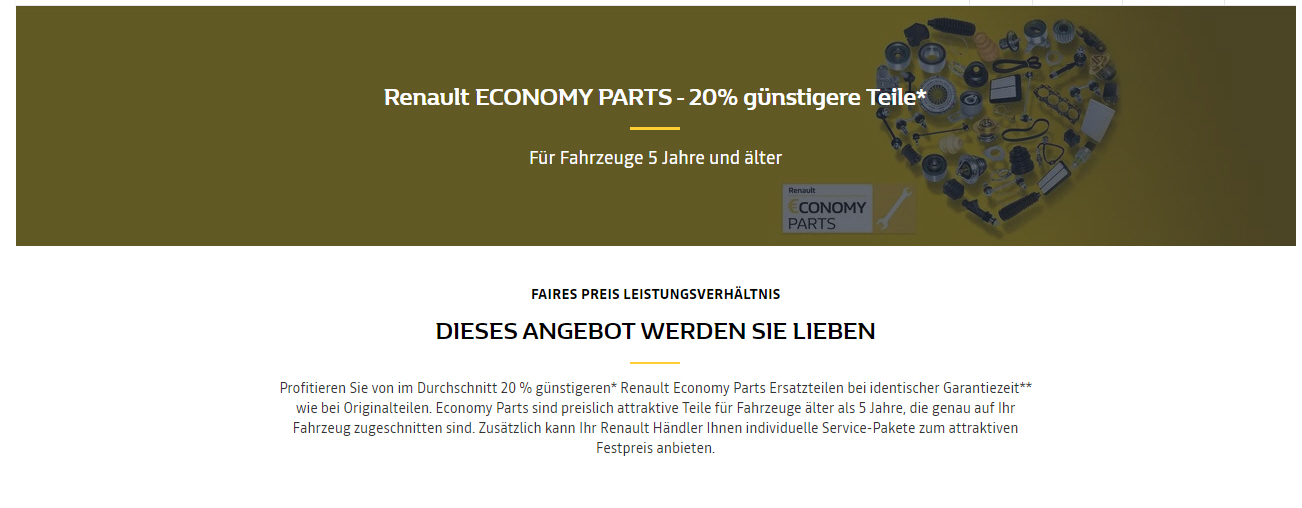 Renault ECONOMY PARTS - 20% günstigere Teile*
Für Fahrzeuge 5 Jahre und älter
Renault
€CONOMY
PARTS
FAIRES PREIS LEISTUNGSVERHÄLTNIS
DIESES ANGEBOT WERDEN SIE LIEBEN
Profitieren Sie von im Durchschnitt 20 % günstigeren* Renault Economy Parts Ersatzteilen bei identischer Garantiezeit**
wie bei Originalteilen. Economy Parts sind preislich attraktive Teile für Fahrzeuge älter als 5 Jahre, die genau auf Ihr
Fahrzeug zugeschnitten sind. Zusätzlich kann Ihr Renault Händler Ihnen individuelle Service-Pakete zum attraktiven
Festpreis anbieten.